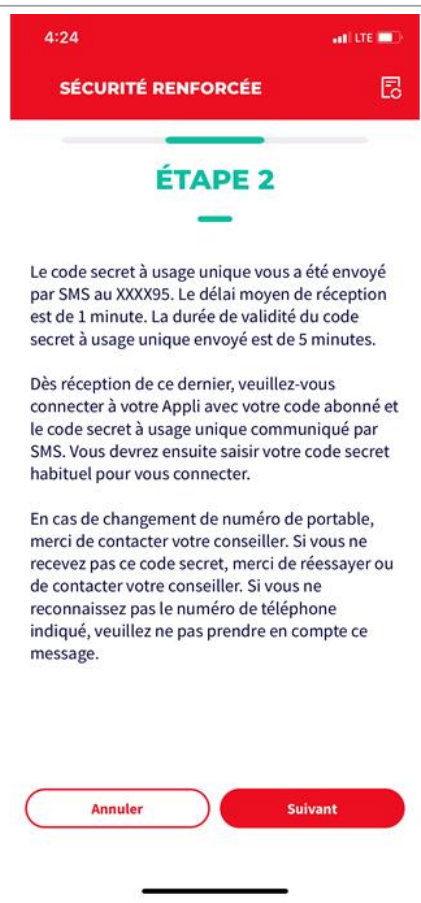 4:24
LTE
SÉCURITÉ RENFORCÉE
ÉTAPE 2
Le code secret à usage unique vous a été envoyé
par SMS au XXXX95. Le délai moyen de réception
est de 1 minute. La durée de validité du code
secret à usage unique envoyé est de 5 minutes.
Dès réception de ce dernier, veuillez-vous
connecter à votre Appli avec votre code abonné et
le code secret à usage unique communiqué par
SMS. Vous devrez ensuite saisir votre code secret
habituel pour vous connecter.
En cas de changement de numéro de portable,
merci de contacter votre conseiller. Si vous ne
recevez pas ce code secret, merci de réessayer ou
de contacter votre conseiller. Si vous ne
reconnaissez pas le numéro de téléphone
indiqué, veuillez ne pas prendre en compte ce
message.
Annuler
Suivant